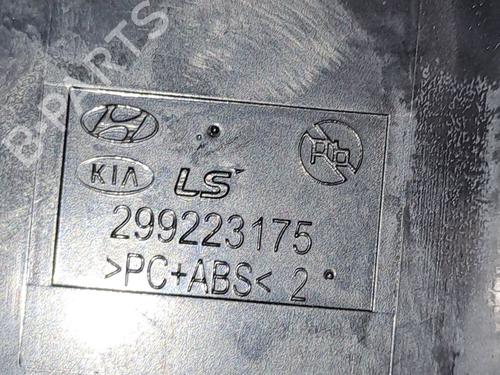 B-PARTS
Pb
KIA LS
299223175
>PC+ABS< 2